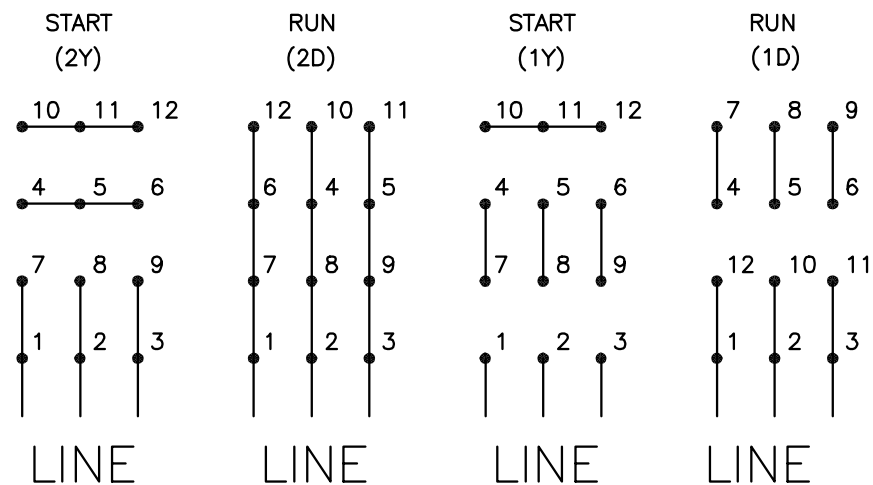 START RUN START RUN
(2Y) (2D) (1Y) (1D)
10 11 12 12 10 11 10 11 12 7 8 9
4 5 6 6 4 5 4 5 6 4 5 6
7 8 9 7 8 9 7 8 9 12 10 11
1 2 3 1 2 3 1 2 3 1 2 3
LINE LINE LINE LINE